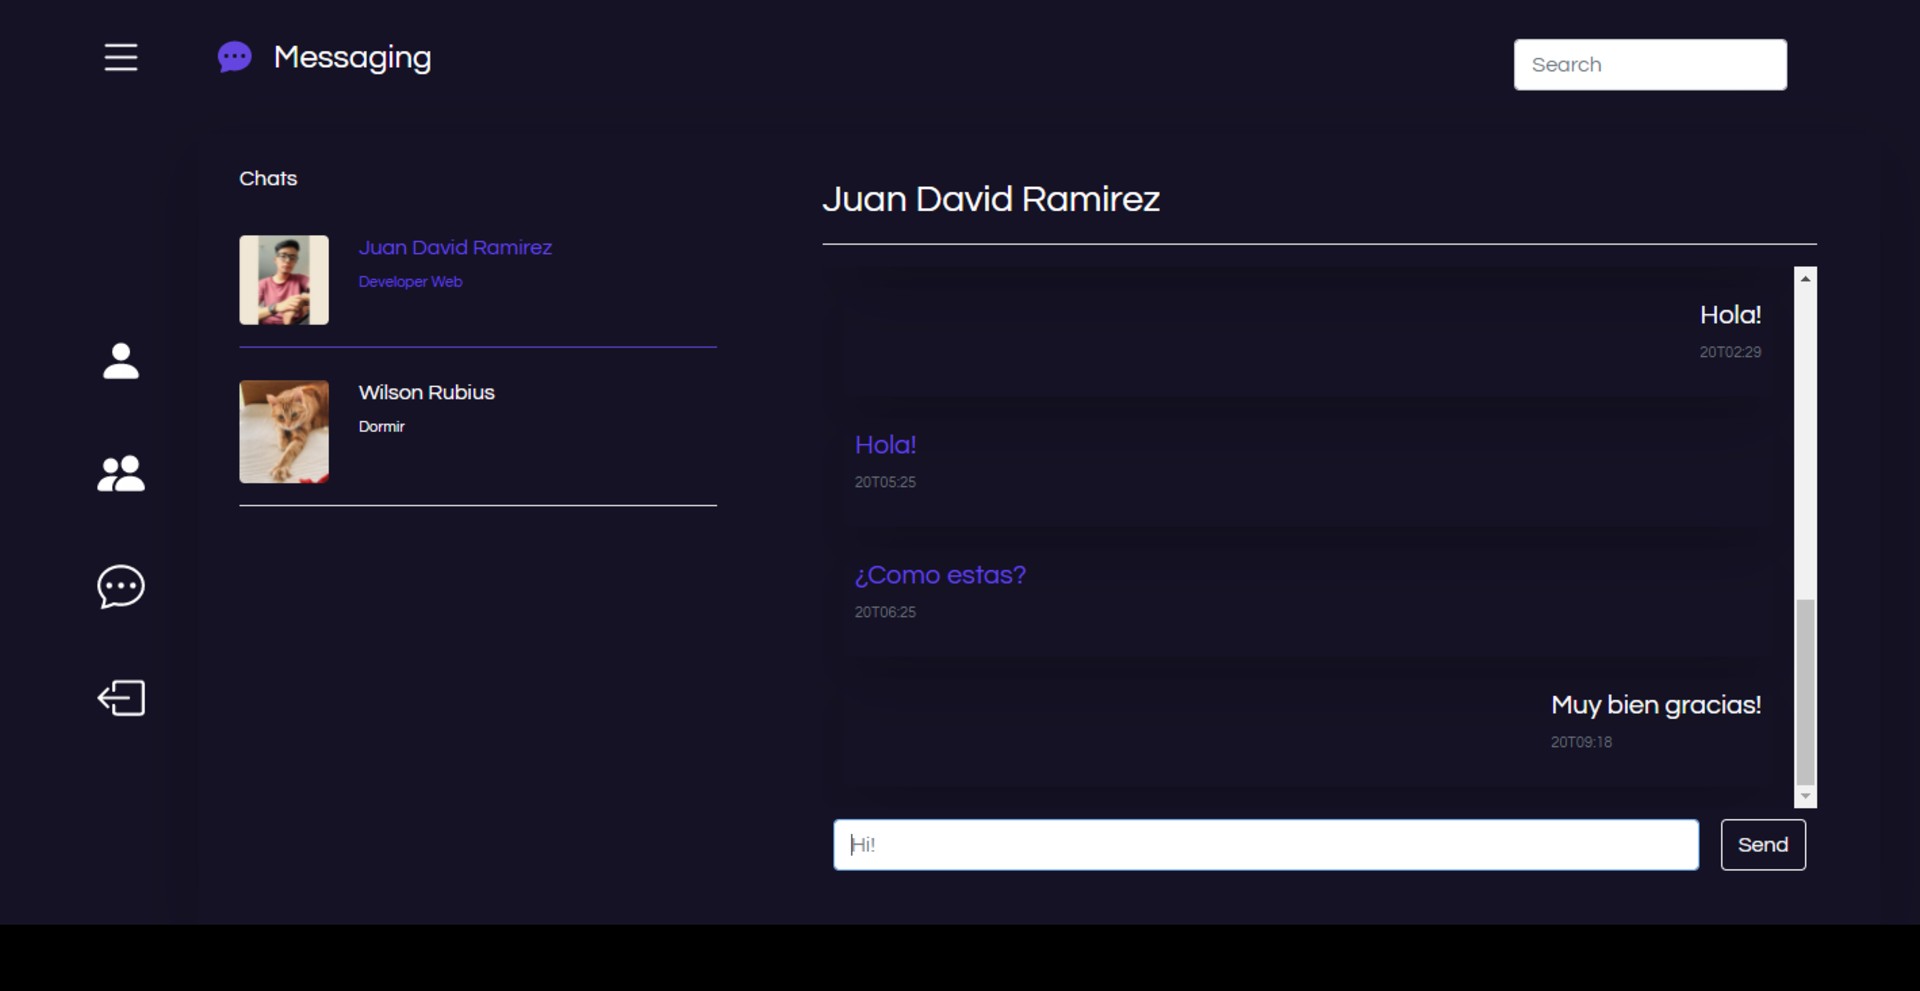 Messaging
Search
Chats
Juan David Ramirez
Developer Web
Wilson Rubius
Dormir
Juan David Ramirez
Hola!
20T02:29
Hola!
20T05:25
¿Como estas?
20T06:25
Muy bien gracias!
20T09:18
Hi!
Send